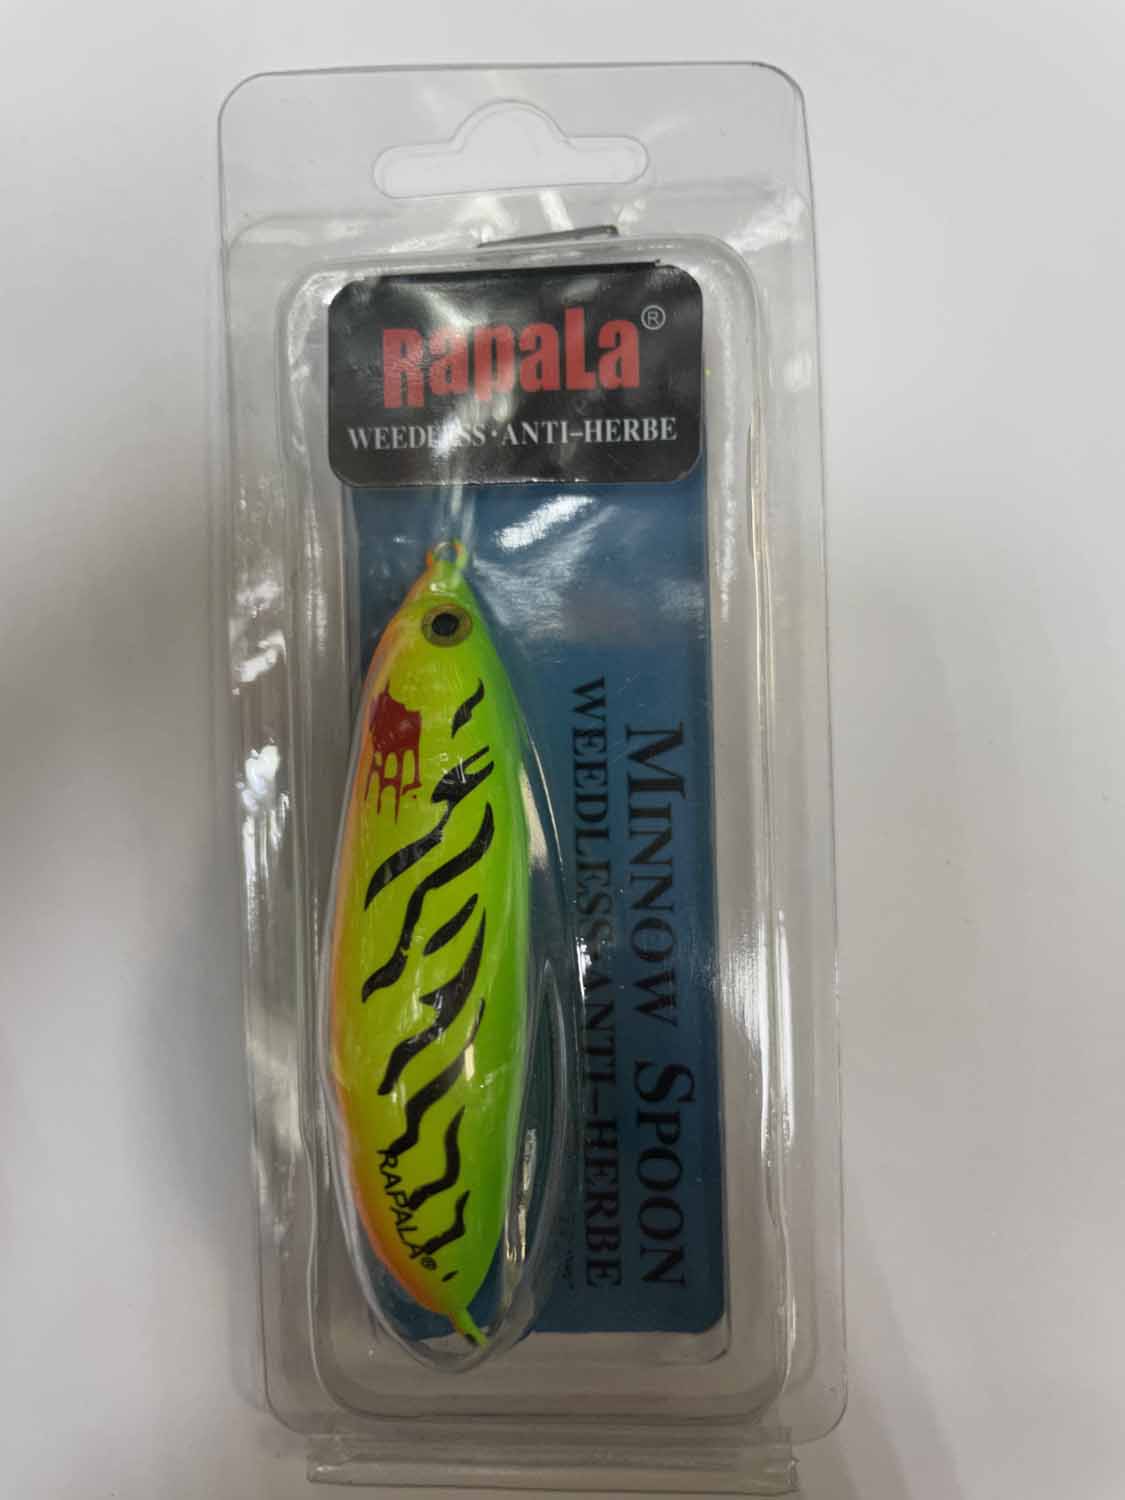 RapaLa®
WEEDLESS·ANTI-HERBE
MINNOW SPOON
WEEDLESS·ANTI-HERBE
RAPALA®